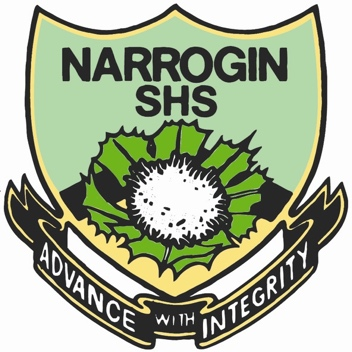 NARROGIN
SHS
ADVANCE WITH INTEGRITY